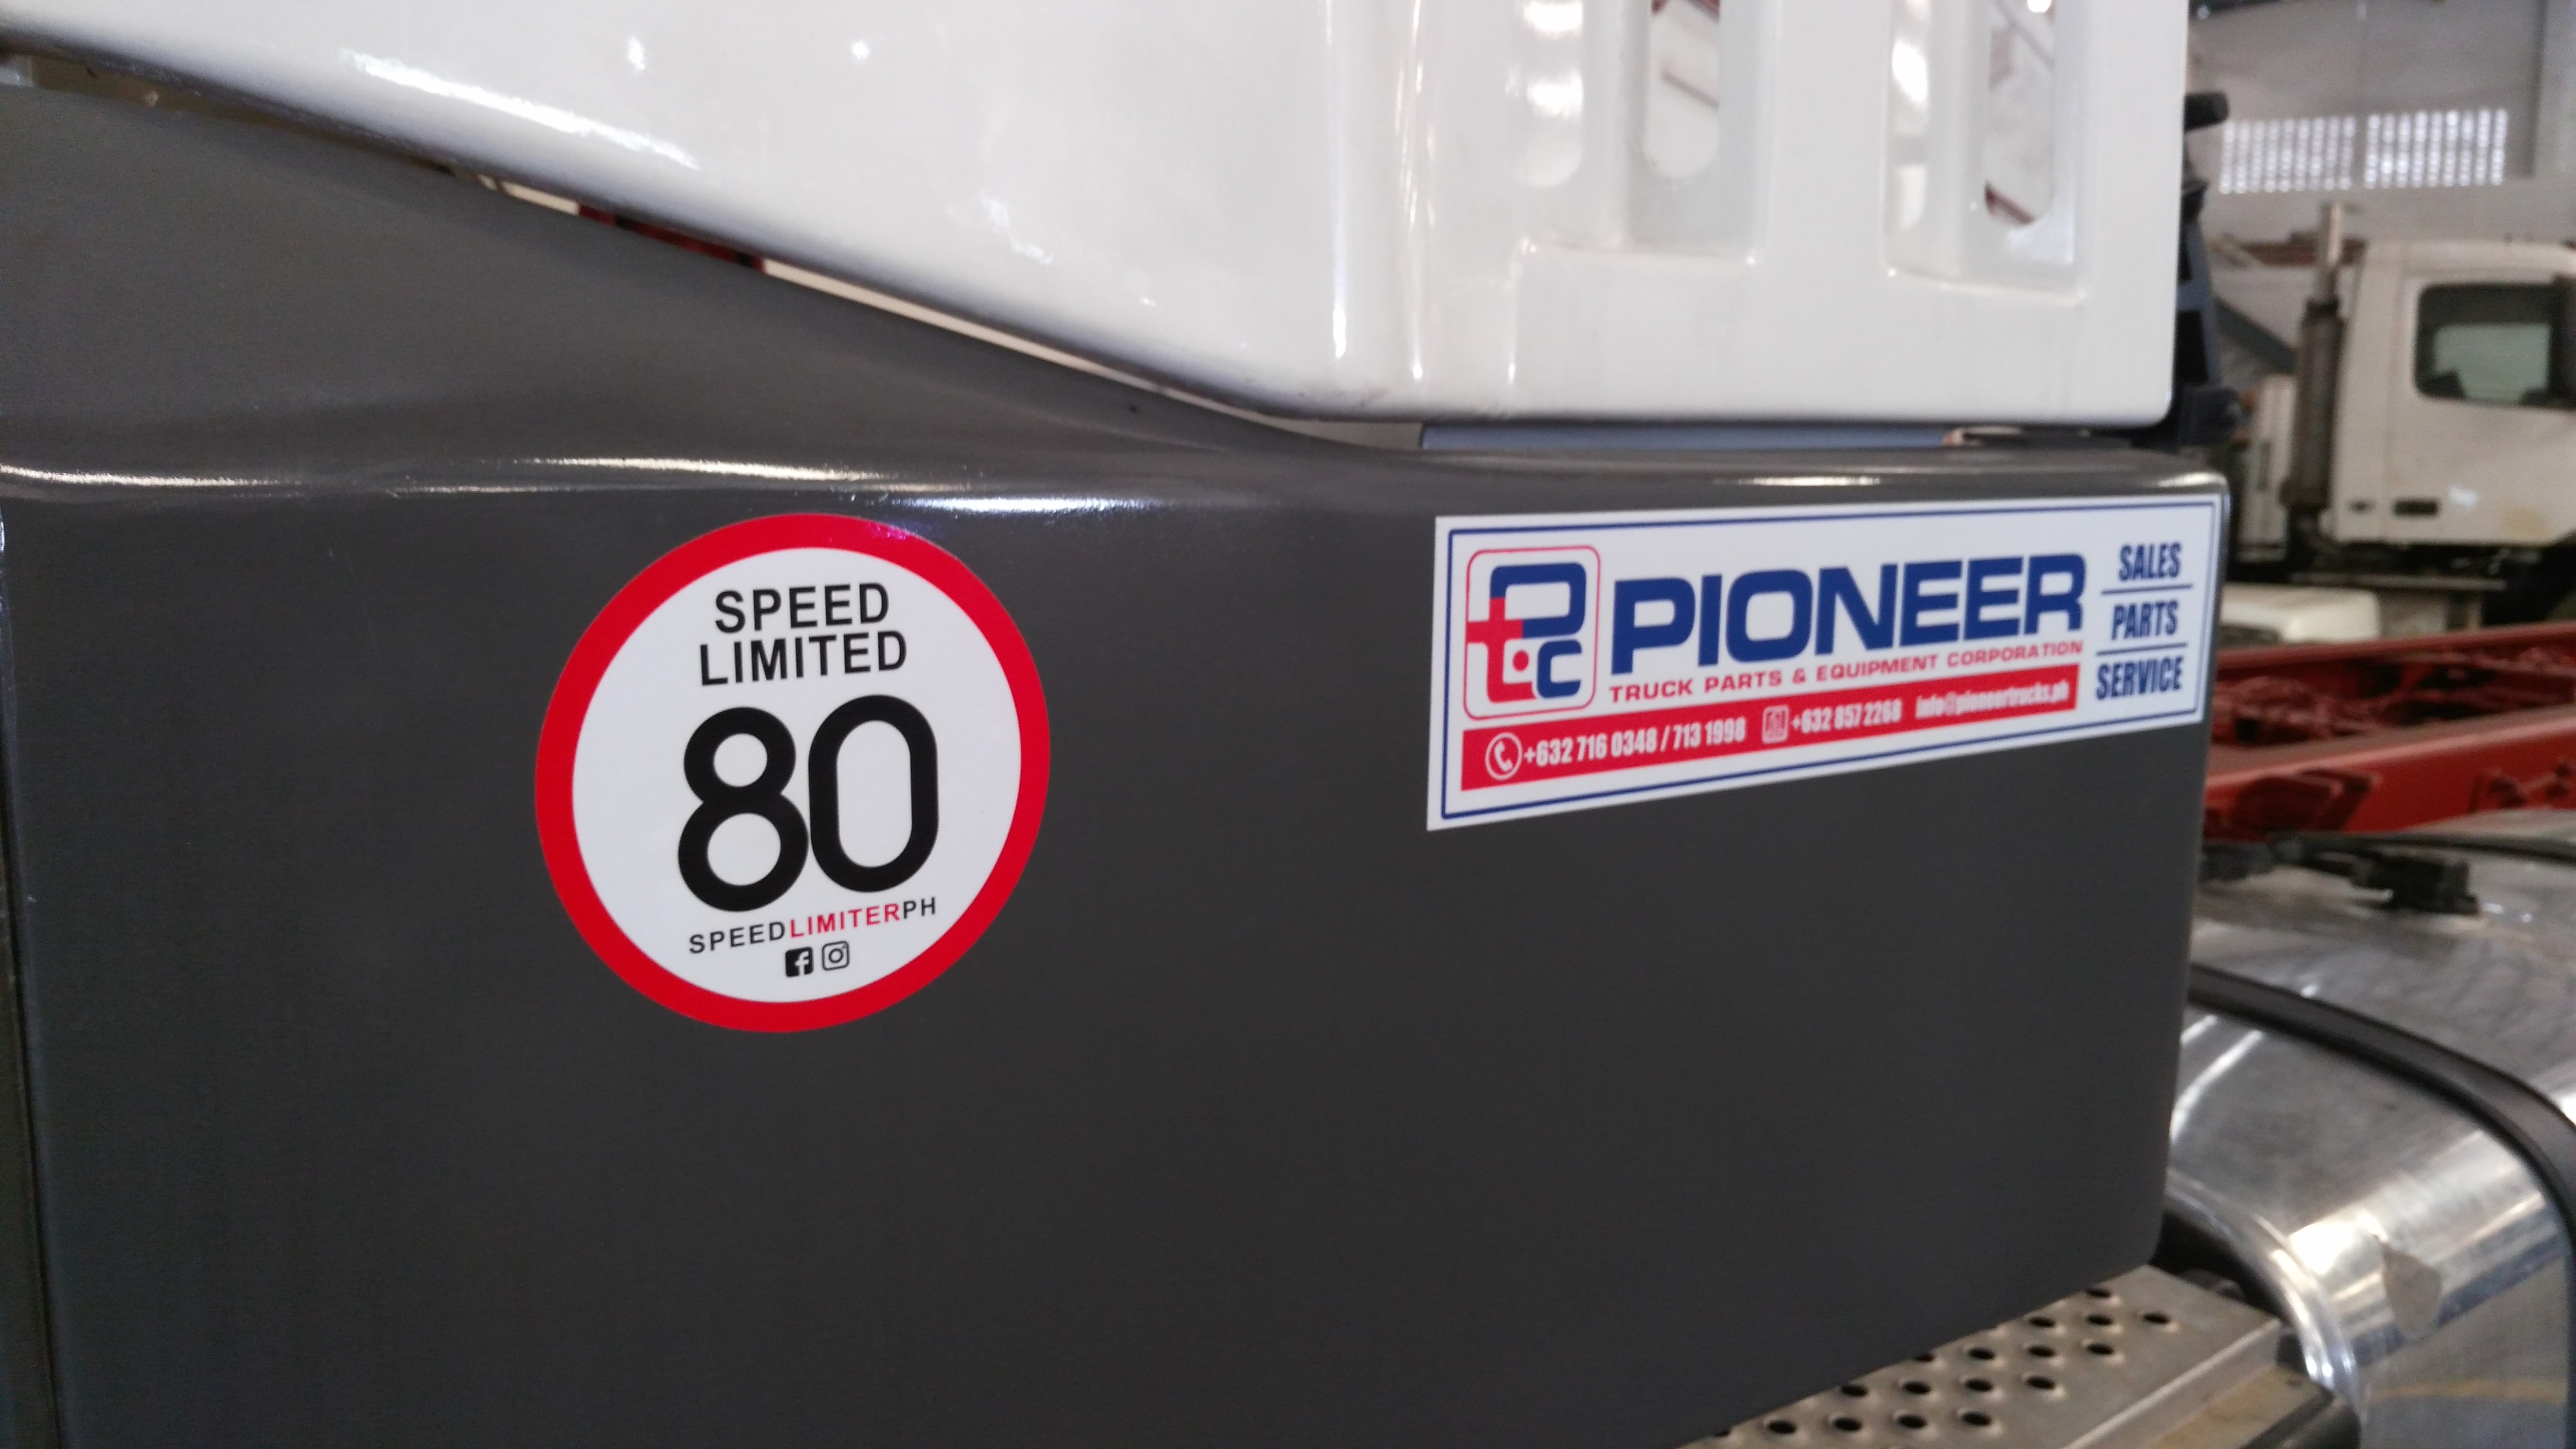 SPEED
LIMITED
80
SPEEDLIMITERPH
ptc PIONEER
TRUCK PARTS & EQUIPMENT CORPORATION
+632 716 0348 / 713 1998 +632 857 2268 info@pioneertrucks.ph
SALES
PARTS
SERVICE